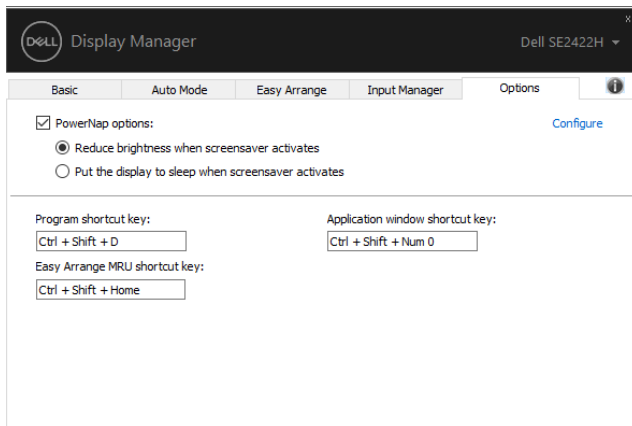 x
DELL Display Manager Dell SE2422H
Basic Auto Mode Easy Arrange Input Manager Options i
PowerNap options: Configure
Reduce brightness when screensaver activates
Put the display to sleep when screensaver activates
Program shortcut key: Application window shortcut key:
Ctrl + Shift + D Ctrl + Shift + Num 0
Easy Arrange MRU shortcut key:
Ctrl + Shift + Home